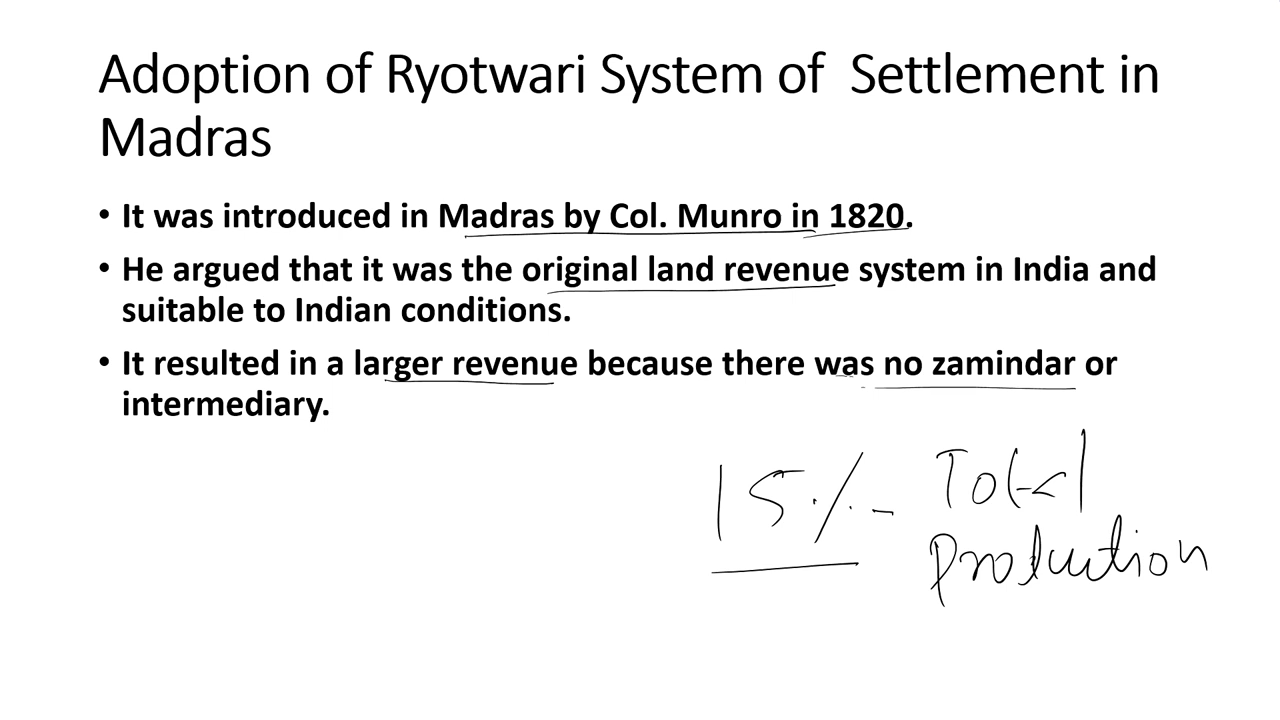 Adoption of Ryotwari System of Settlement in
Madras
• It was introduced in Madras by Col. Munro in 1820.
• He argued that it was the original land revenue system in India and
suitable to Indian conditions.
• It resulted in a larger revenue because there was no zamindar or
intermediary.
15% - Total
Production